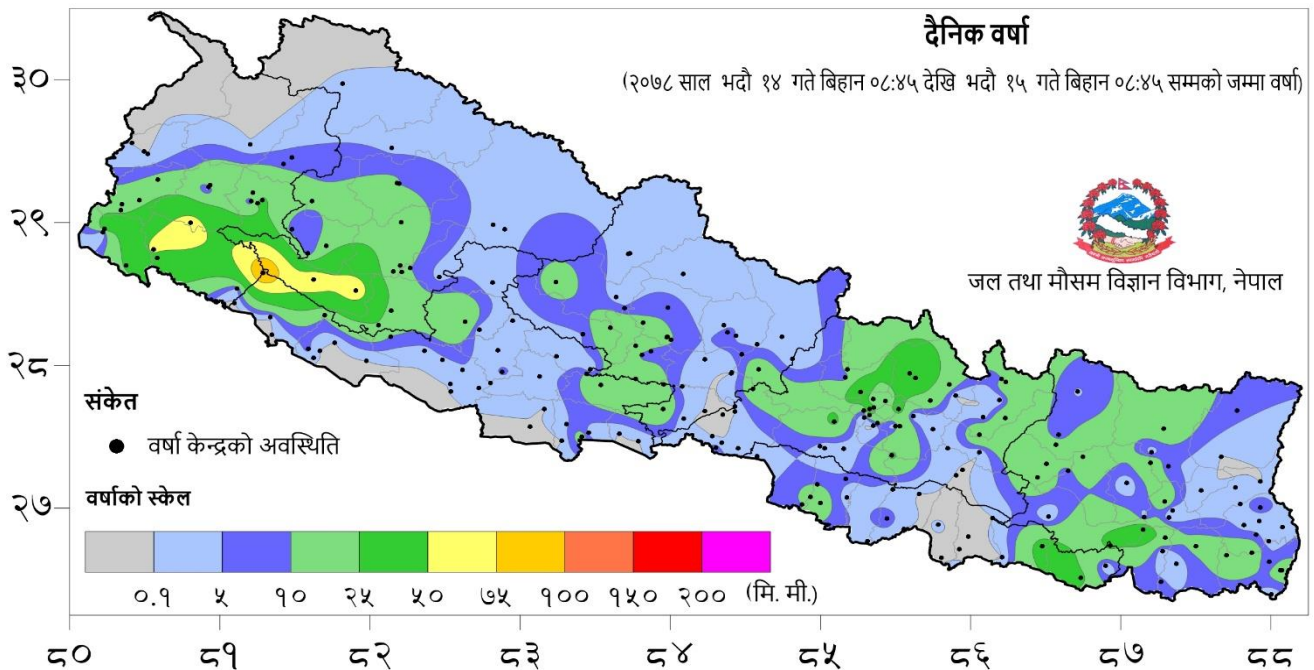 दैनिक वर्षा
(२०७८ साल भदौ १४ गते बिहान ०८:४५ देखि भदौ १५ गते बिहान ०८:४५ सम्मको जम्मा वर्षा)
जल तथा मौसम विज्ञान विभाग, नेपाल
३०
२९
२८
२७
संकेत
वर्षा केन्द्रको अवस्थिति
वर्षाको स्केल
०.१ ५ १० २५ ५० ७५ १०० १५० २०० (मि. मी.)
८० ८१ ८२ ८३ ८४ ८५ ८६ ८७ ८८